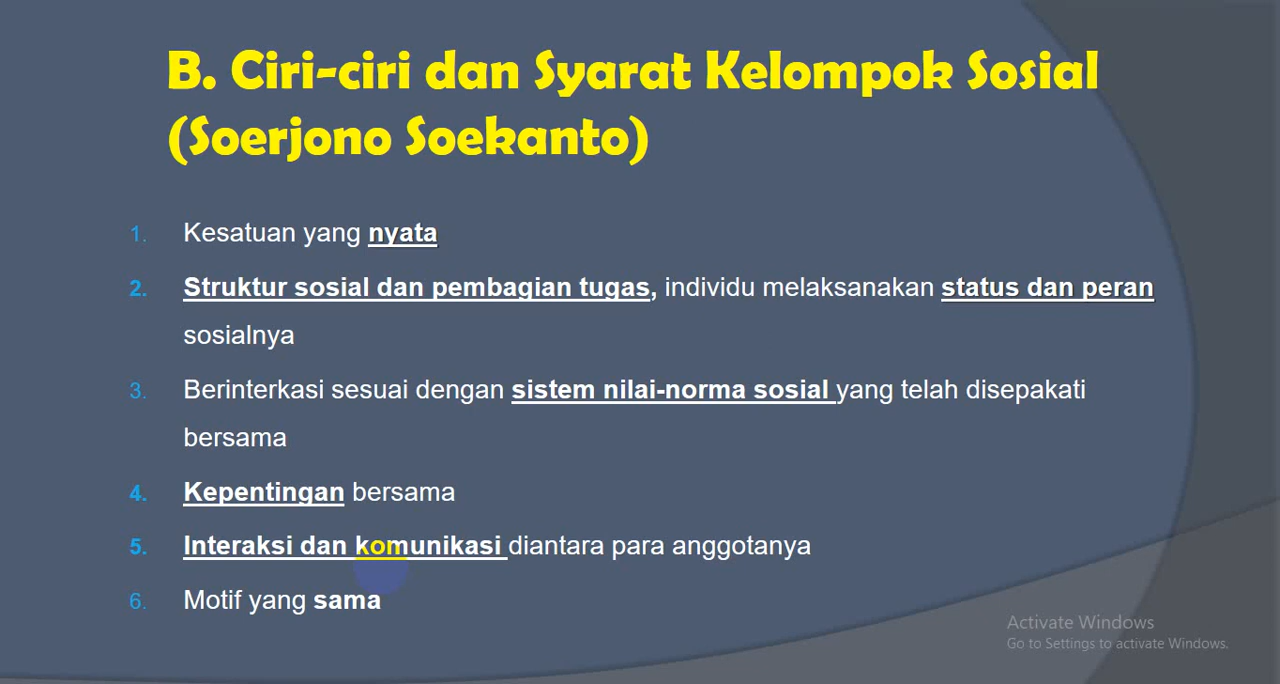 B. Ciri-ciri dan Syarat Kelompok Sosial
(Soerjono Soekanto)
1. Kesatuan yang nyata
2. Struktur sosial dan pembagian tugas, individu melaksanakan status dan peran
sosialnya
3. Berinterkasi sesuai dengan sistem nilai-norma sosial yang telah disepakati
bersama
4. Kepentingan bersama
5. Interaksi dan komunikasi diantara para anggotanya
6. Motif yang sama
Activate Windows
Go to Settings to activate Windows.